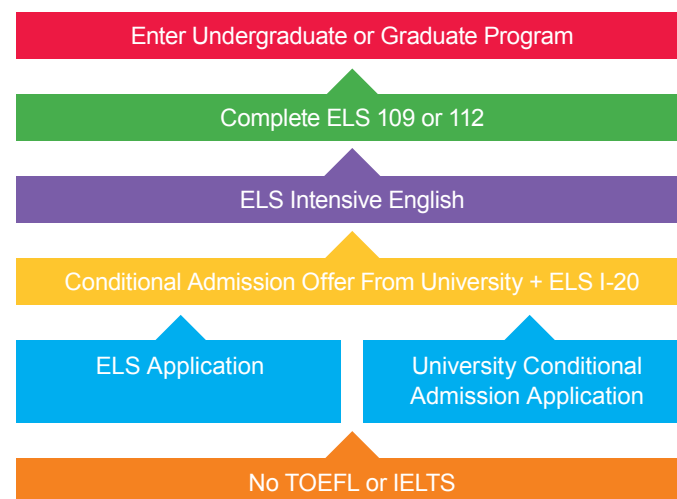 Enter Undergraduate or Graduate Program
Complete ELS 109 or 112
ELS Intensive English
Conditional Admission Offer From University + ELS I-20
ELS Application
University Conditional
Admission Application
No TOEFL or IELTS